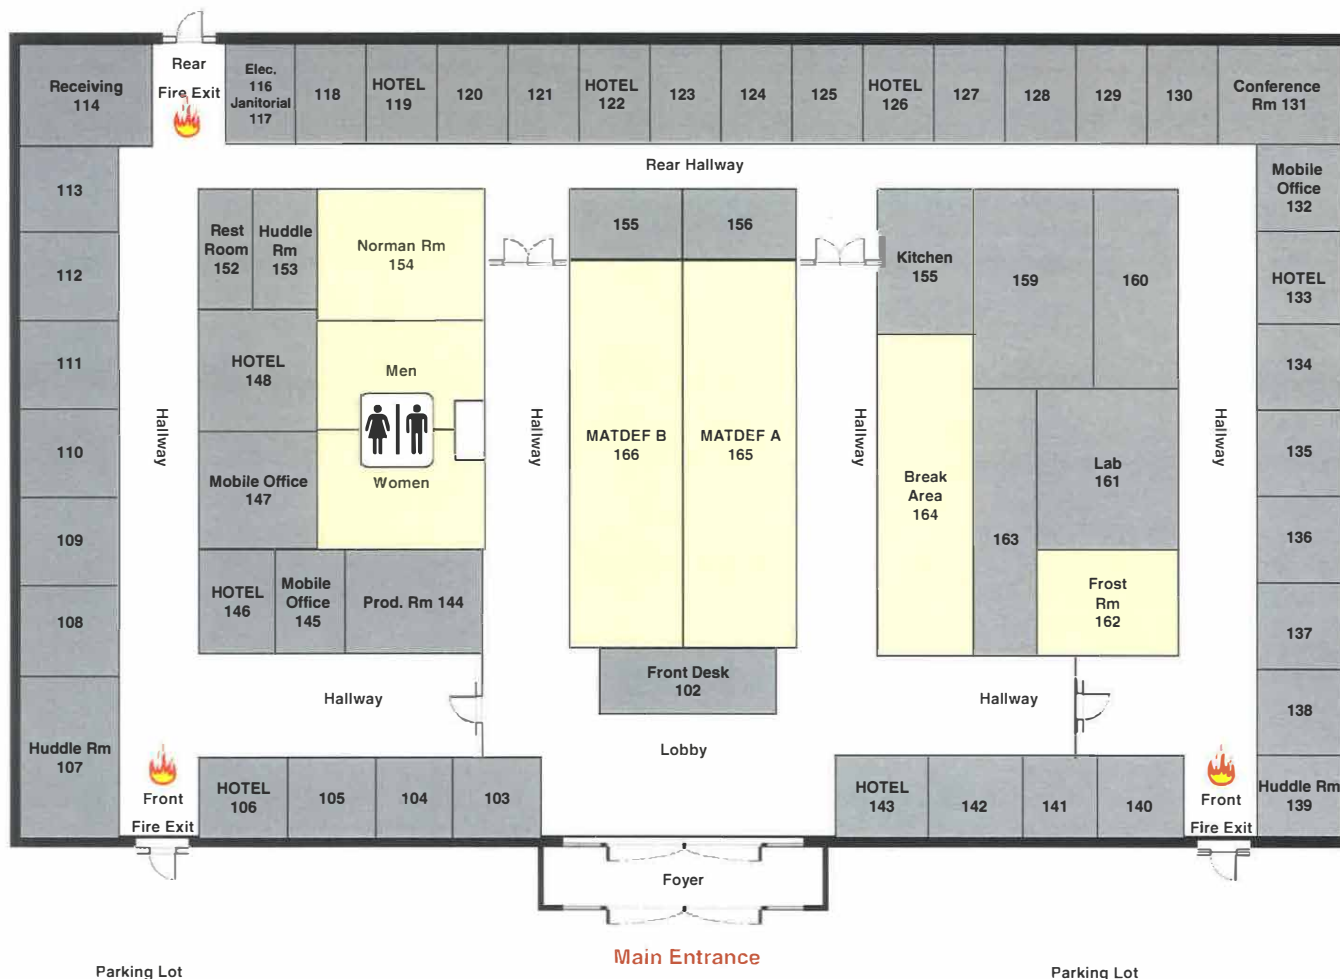 Receiving
114
Rear
Fire Exit
Elec.
116
Janitorial
117
118
HOTEL
119
120
121
HOTEL
122
123
124
125
HOTEL
126
127
128
129
130
Conference
Rm 131
Rear Hallway
113
112
111
110
109
108
Huddle Rm
107
Hallway
Rest
Room
152
Huddle
Rm
153
Norman Rm
154
HOTEL
148
Men
Women
Mobile Office
147
HOTEL
146
Mobile
Office
145
Prod. Rm 144
Hallway
155
156
MATDEF B
166
MATDEF A
165
Front Desk
102
Hallway
Kitchen
155
159
160
Break
Area
164
163
Lab
161
Frost
Rm
162
Hallway
Mobile
Office
132
HOTEL
133
134
135
136
137
138
Huddle Rm
139
Hallway
Lobby
Hallway
Front
Fire Exit
HOTEL
106
105
104
103
HOTEL
143
142
141
140
Front
Fire Exit
Foyer
Main Entrance
Parking Lot
Parking Lot